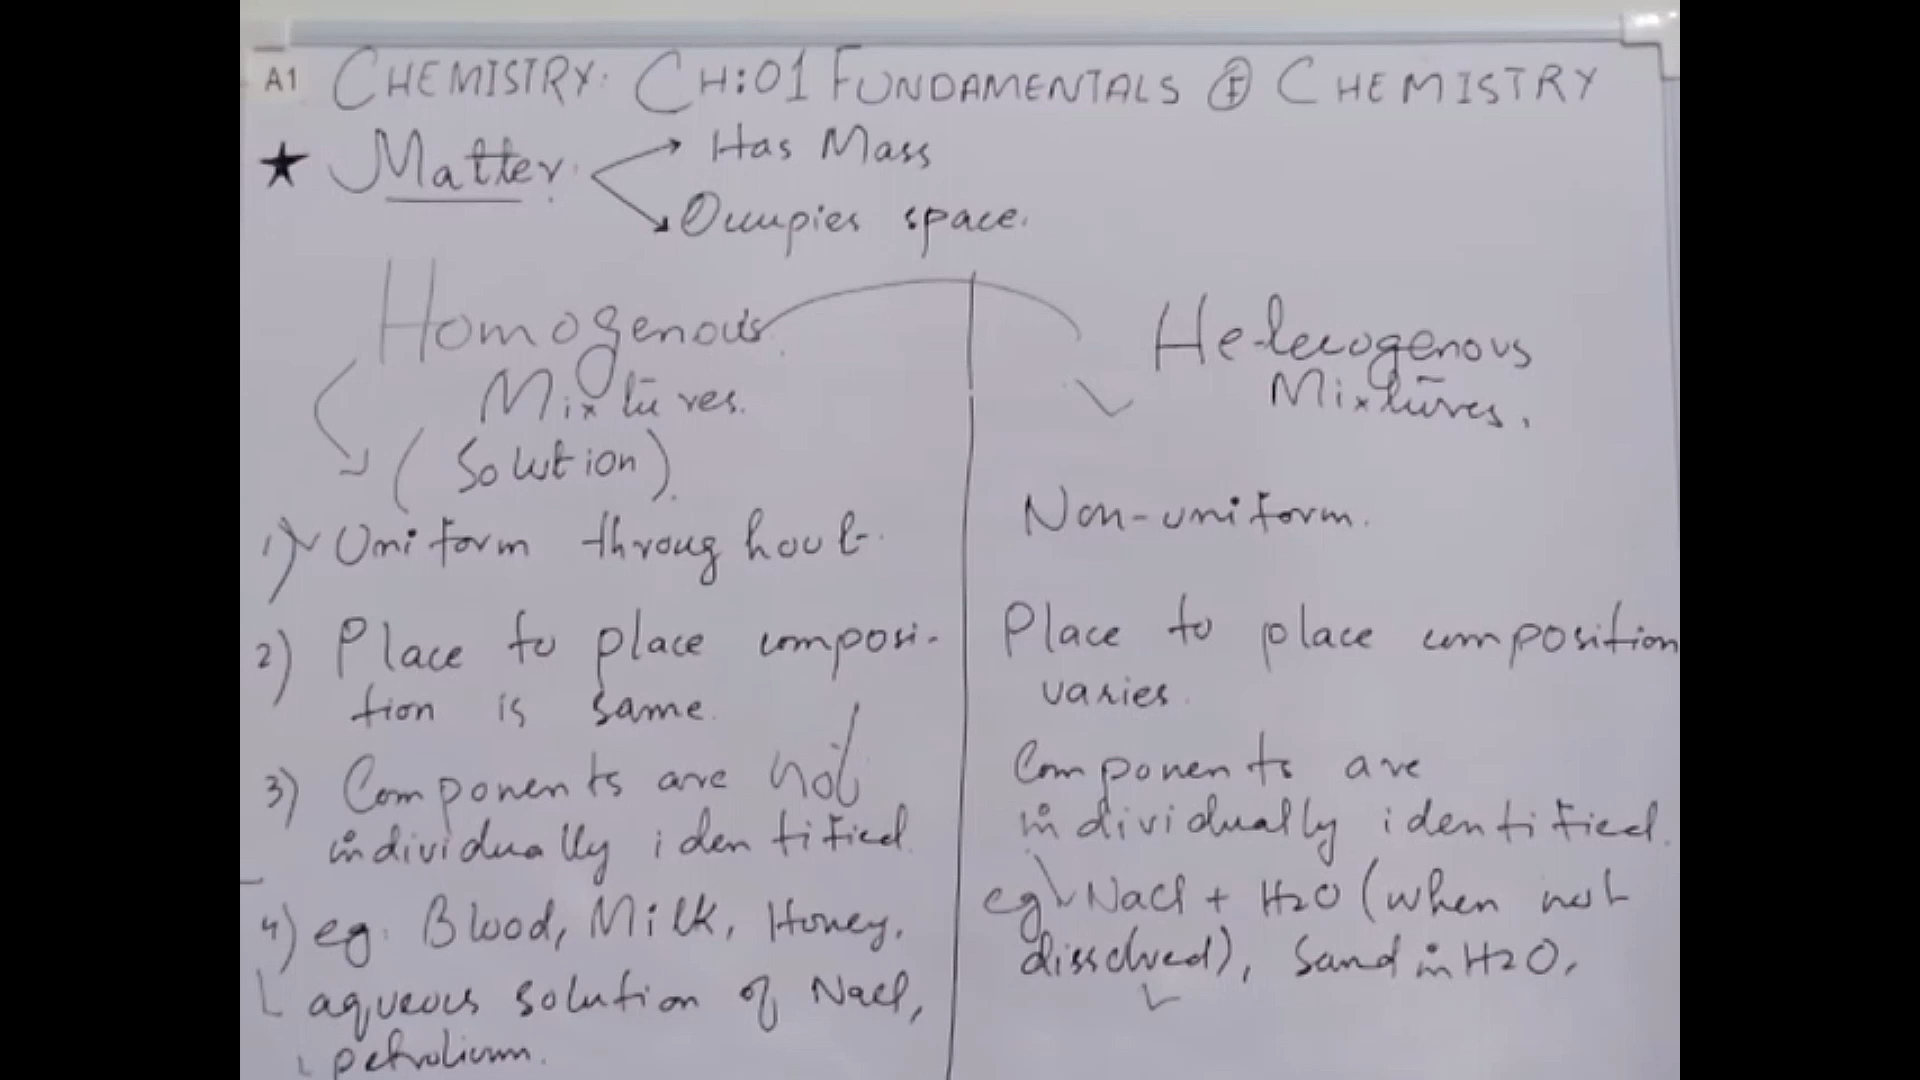 A1 CHEMISTRY: CH:01 FUNDAMENTALS OF CHEMISTRY
★ Matter: Has Mass
Occupies space.
Homogenous
Mixtures.
(Solution).
Heterogenous
Mixtures.
1) Uniform throughout.
Non-uniform.
2) Place to place composi-
tion is same.
Place to place composition
varies.
3) Components are not
individually identified.
Components are
individually identified.
4) eg. Blood, Milk, Honey,
aqueous solution of NaCl,
petrolium.
eg NaCl + H2O (when not
dissolved), Sand in H2O,